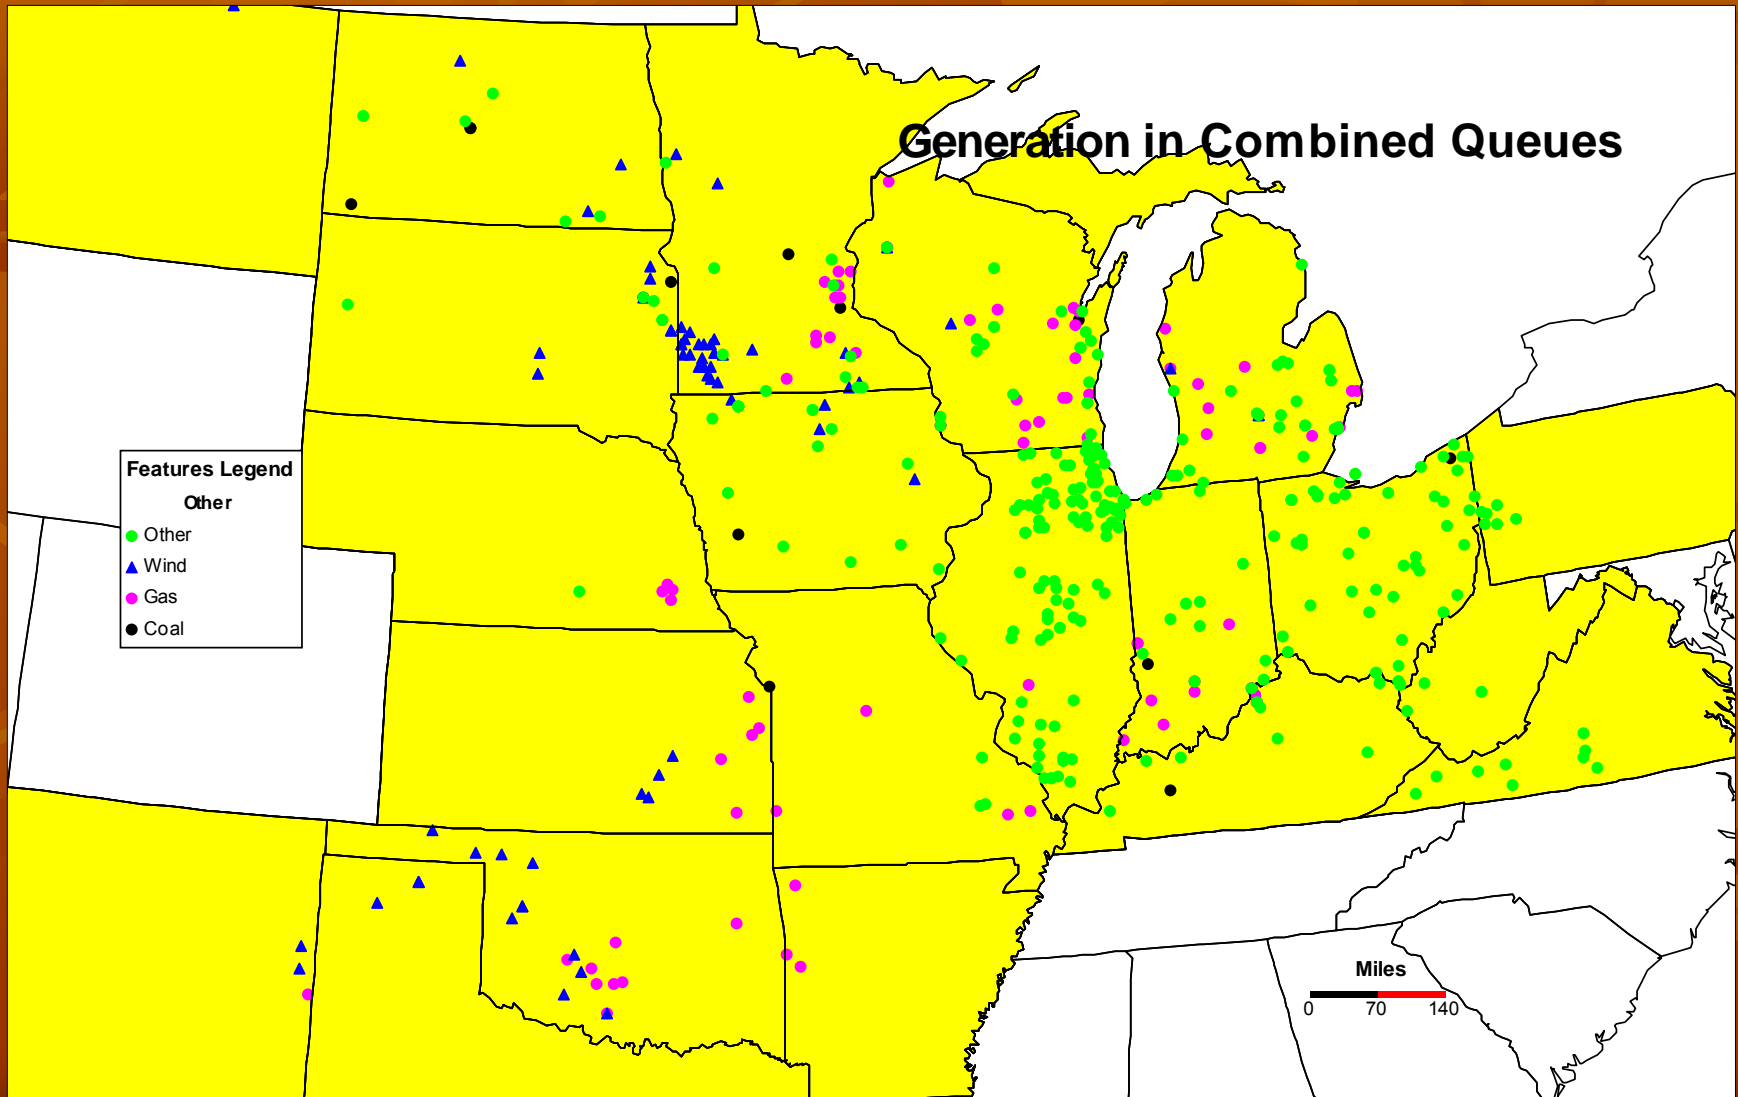 Generation in Combined Queues
Features Legend
Other
Other
Wind
Gas
Coal
Miles
0 70 140